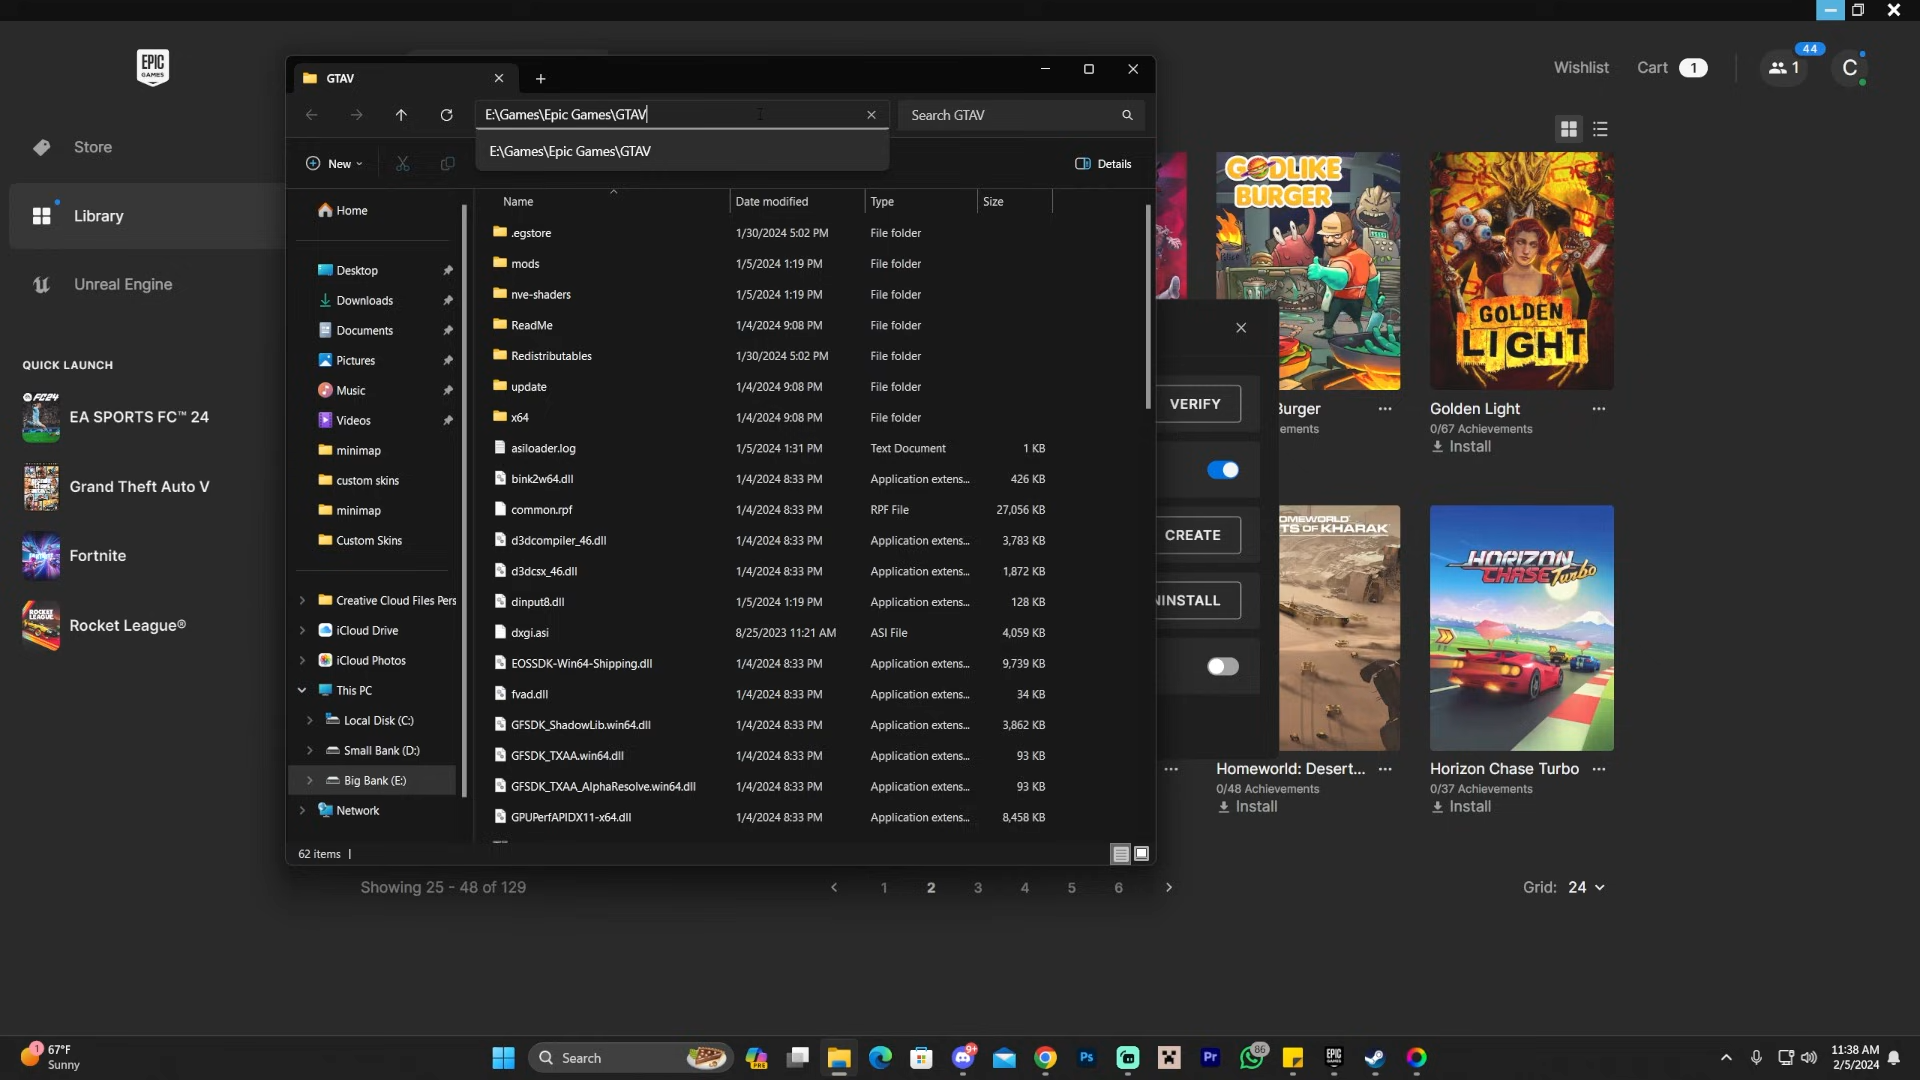 EPIC
GAMES
Store
Library
Unreal Engine
QUICK LAUNCH
EA SPORTS FC™ 24
Grand Theft Auto V
Fortnite
Rocket League®
Wishlist
Cart
1
44
1
C
GTAV
E:\Games\Epic Games\GTAV
Search GTAV
E:\Games\Epic Games\GTAV
New
Details
Home
Desktop
Downloads
Documents
Pictures
Music
Videos
minimap
custom skins
minimap
Custom Skins
Creative Cloud Files Pers
iCloud Drive
iCloud Photos
This PC
Local Disk (C:)
Small Bank (D:)
Big Bank (E:)
Network
Name Date modified Type Size
.egstore 1/30/2024 5:02 PM File folder
mods 1/5/2024 1:19 PM File folder
nve-shaders 1/5/2024 1:19 PM File folder
ReadMe 1/4/2024 9:08 PM File folder
Redistributables 1/30/2024 5:02 PM File folder
update 1/4/2024 9:08 PM File folder
x64 1/4/2024 9:08 PM File folder
asiloader.log 1/5/2024 1:31 PM Text Document 1 KB
bink2w64.dll 1/4/2024 8:33 PM Application extens... 426 KB
common.rpf 1/4/2024 8:33 PM RPF File 27,056 KB
d3dcompiler_46.dll 1/4/2024 8:33 PM Application extens... 3,783 KB
d3dcsx_46.dll 1/4/2024 8:33 PM Application extens... 1,872 KB
dinput8.dll 1/5/2024 1:19 PM Application extens... 128 KB
dxgi.asi 8/25/2023 11:21 AM ASI File 4,059 KB
EOSSDK-Win64-Shipping.dll 1/4/2024 8:33 PM Application extens... 9,739 KB
fvad.dll 1/4/2024 8:33 PM Application extens... 34 KB
GFSDK_ShadowLib.win64.dll 1/4/2024 8:33 PM Application extens... 3,862 KB
GFSDK_TXAA.win64.dll 1/4/2024 8:33 PM Application extens... 93 KB
GFSDK_TXAA_AlphaResolve.win64.dll 1/4/2024 8:33 PM Application extens... 93 KB
GPUPerfAPIDX11-x64.dll 1/4/2024 8:33 PM Application extens... 8,458 KB
62 items
VERIFY
CREATE
NINSTALL
GODLIKE
BURGER
GOLDEN
LIGHT
Burger
ements
Golden Light
0/67 Achievements
Install
OMEWORLD
TS OF KHARAK
HORIZON
CHASE Turbo
Homeworld: Desert...
0/48 Achievements
Install
Horizon Chase Turbo
0/37 Achievements
Install
Showing 25 - 48 of 129
1 2 3 4 5 6
Grid: 24
1
67°F
Sunny
Search
PRE
9+
Ps
Pr
86
EPIC
11:38 AM
2/5/2024